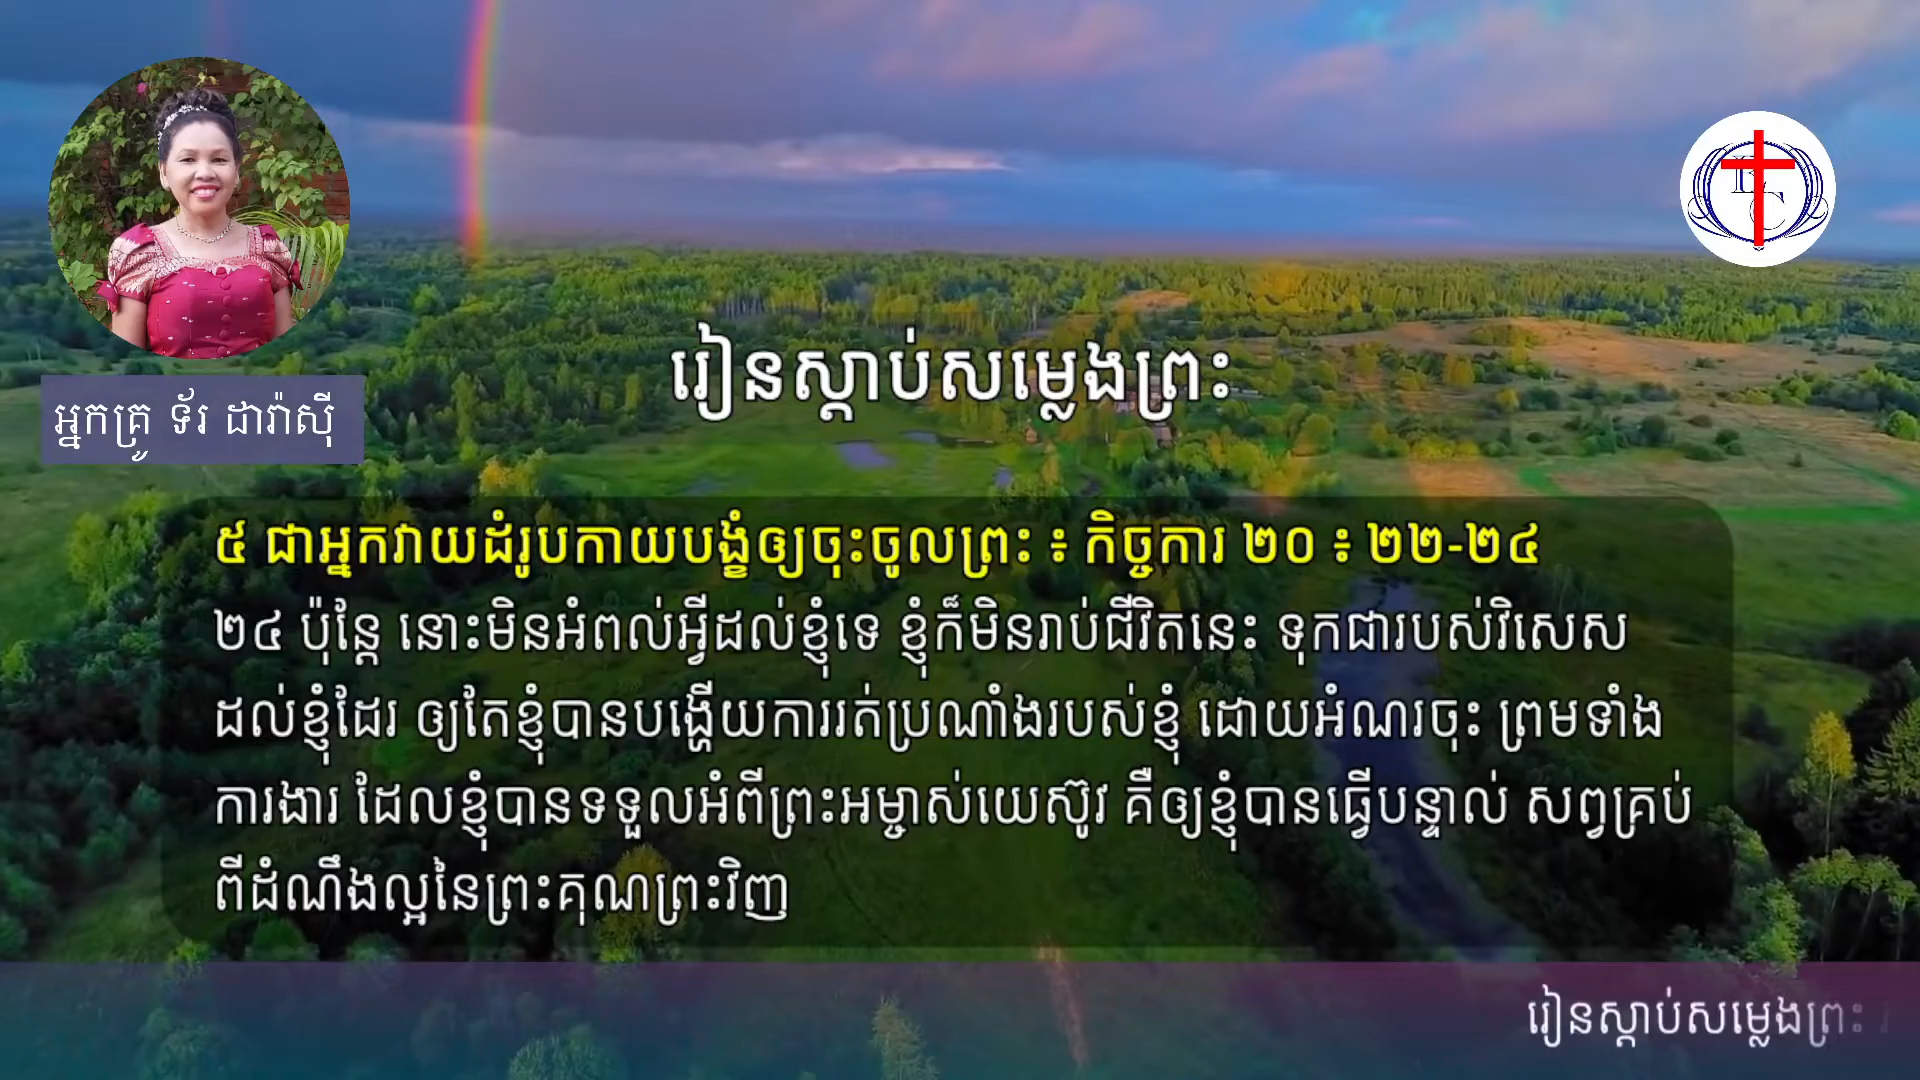 អ្នកគ្រូ ទ័រ ដារ៉ាស៊ី
រៀនស្តាប់សម្លេងព្រះ
៥ ជាអ្នកវាយដំរូបកាយបង្ខំឲ្យចុះចូលព្រះ ៖ កិច្ចការ ២០ ៖ ២២-២៤
២៤ ប៉ុន្តែ នោះមិនអំពល់អ្វីដល់ខ្ញុំទេ ខ្ញុំក៏មិនរាប់ជីវិតនេះ ទុកជារបស់វិសេស
ដល់ខ្ញុំដែរ ឲ្យតែខ្ញុំបានបង្ហើយការរត់ប្រណាំងរបស់ខ្ញុំ ដោយអំណរចុះ ព្រមទាំង
ការងារ ដែលខ្ញុំបានទទួលអំពីព្រះអម្ចាស់យេស៊ូវ គឺឲ្យខ្ញុំបានធ្វើបន្ទាល់ សព្វគ្រប់
ពីដំណឹងល្អនៃព្រះគុណព្រះវិញ
រៀនស្តាប់សម្លេងព្រះ